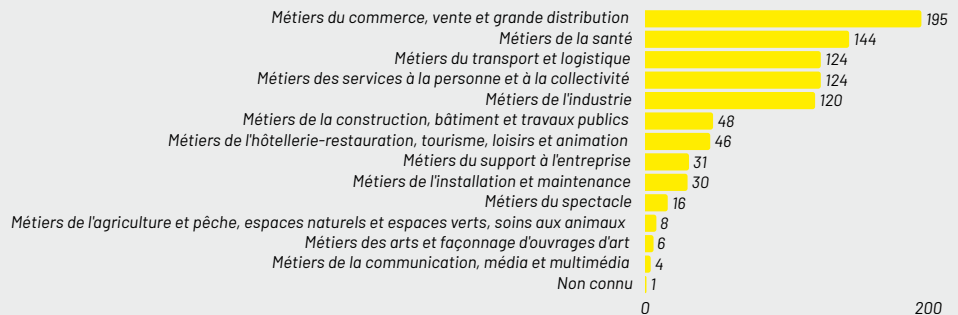 Métiers du commerce, vente et grande distribution 195
Métiers de la santé 144
Métiers du transport et logistique 124
Métiers des services à la personne et à la collectivité 124
Métiers de l'industrie 120
Métiers de la construction, bâtiment et travaux publics 48
Métiers de l'hôtellerie-restauration, tourisme, loisirs et animation 46
Métiers du support à l'entreprise 31
Métiers de l'installation et maintenance 30
Métiers du spectacle 16
Métiers de l'agriculture et pêche, espaces naturels et espaces verts, soins aux animaux 8
Métiers des arts et façonnage d'ouvrages d'art 6
Métiers de la communication, média et multimédia 4
Non connu 1
0 200